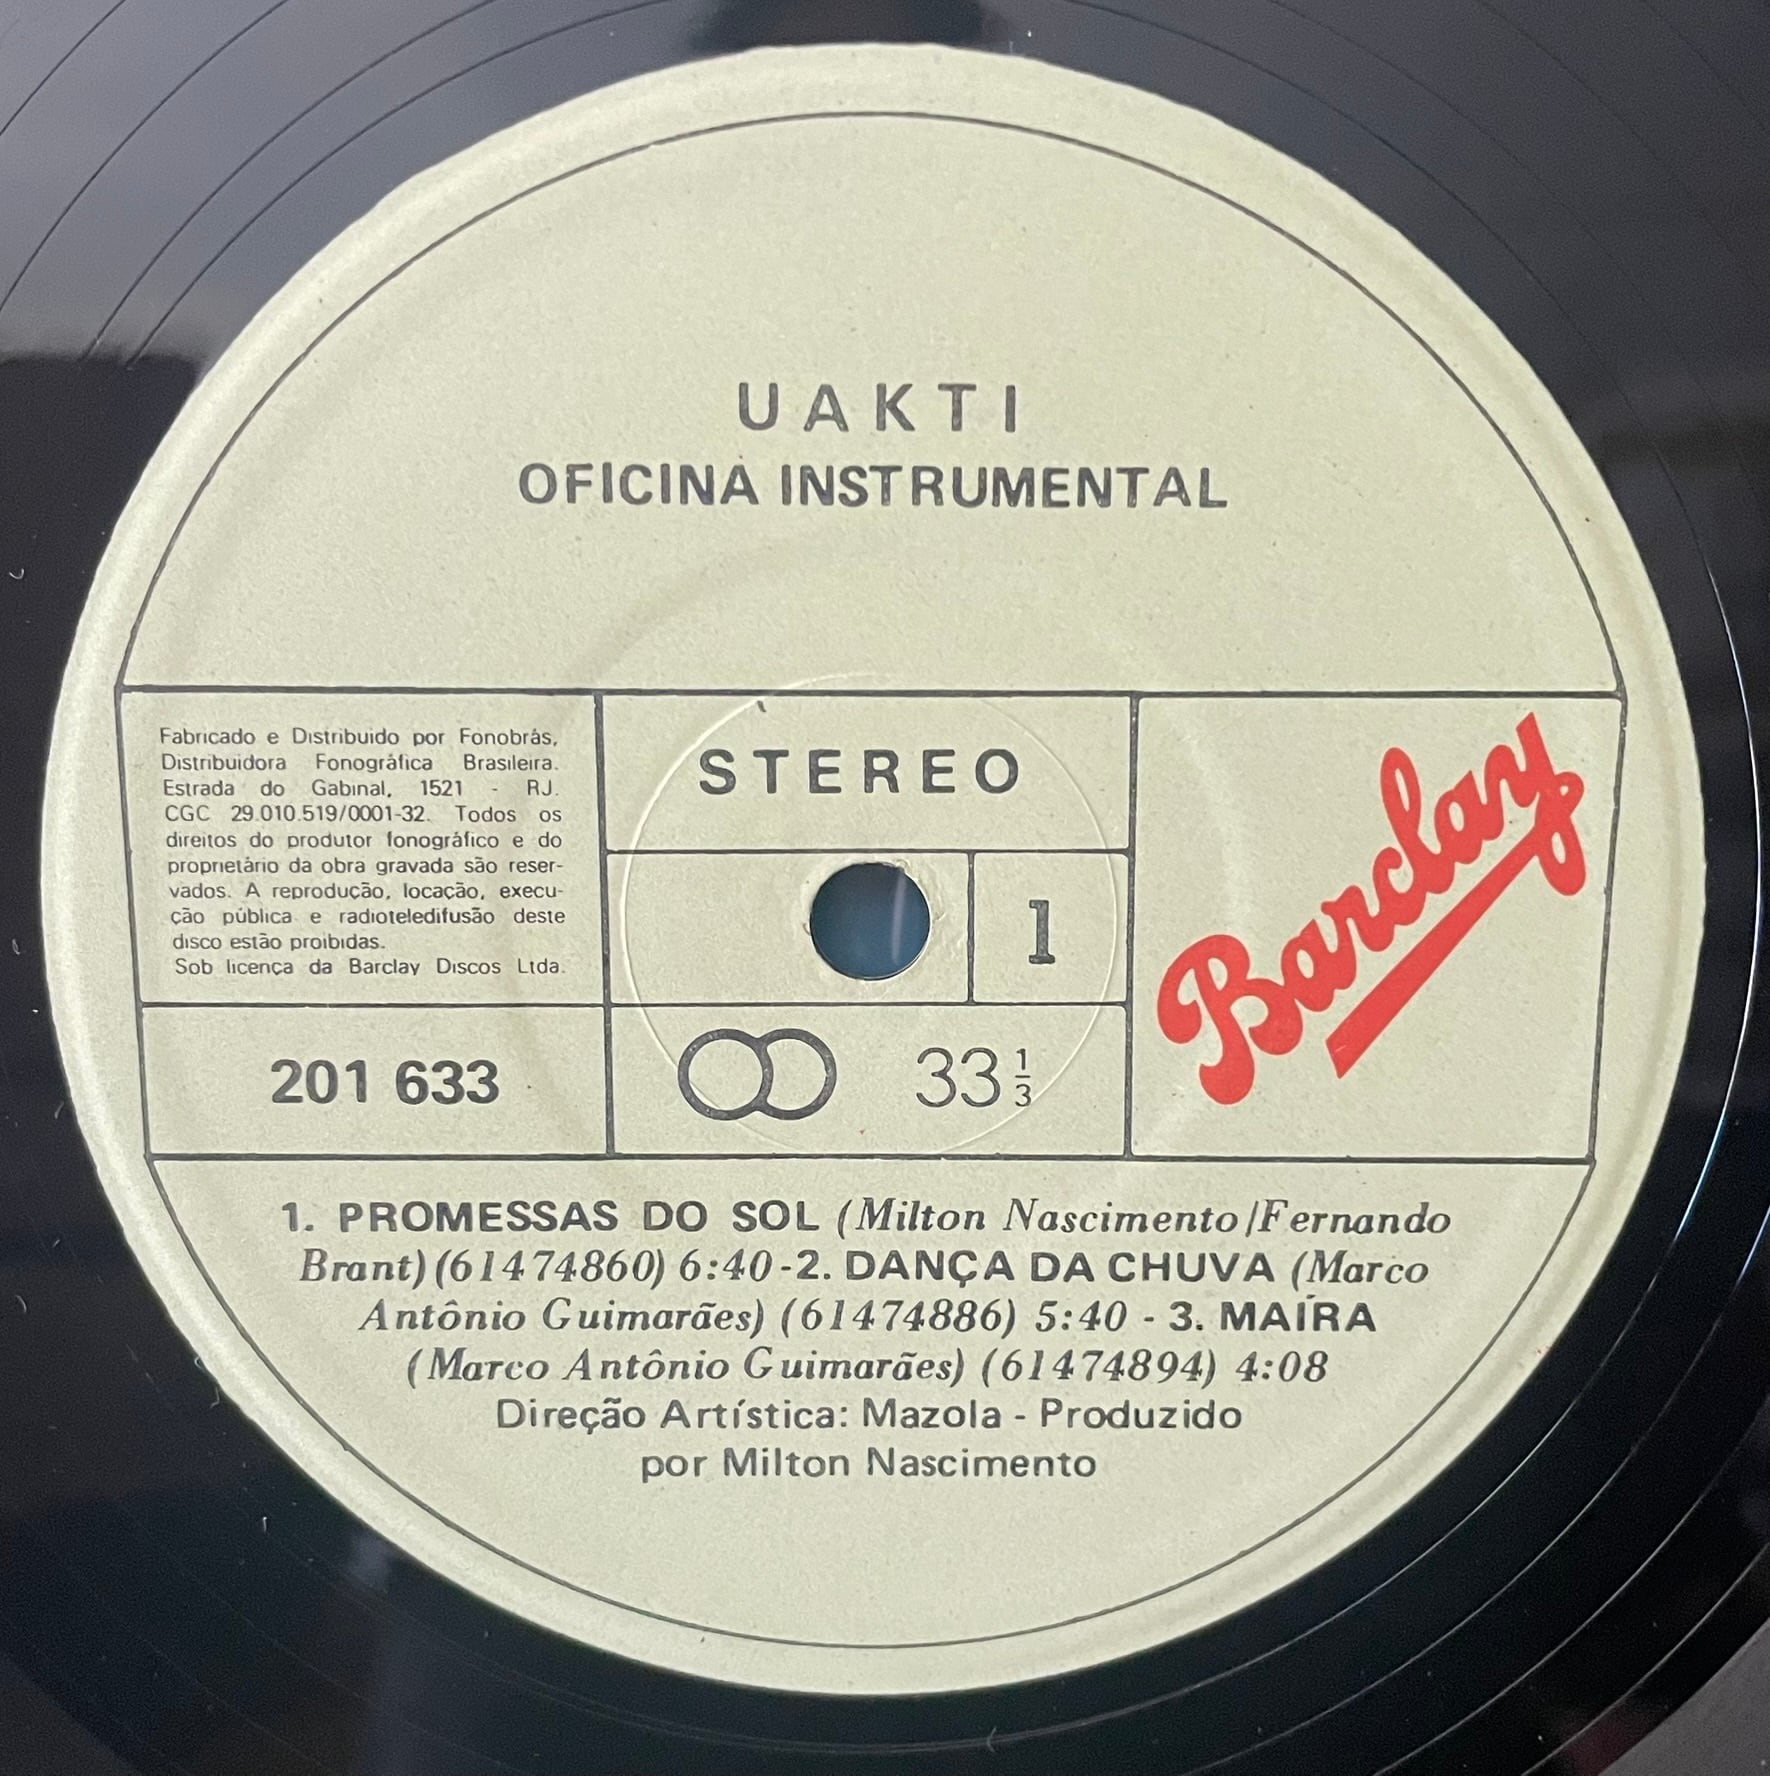 UAKTI
OFICINA INSTRUMENTAL
Fabricado e Distribuido por Fonobrás,
Distribuidora Fonográfica Brasileira.
Estrada do Gabinal, 1521 - RJ.
CGC 29.010.519/0001-32. Todos os
direitos do produtor fonográfico e do
proprietário da obra gravada são reser-
vados. A reprodução, locação, execu-
ção pública e radioteledifusão deste
disco estão proibidas.
Sob licença da Barclay Discos Ltda.
201 633
STEREO
1
33 1/3
Barclay
1. PROMESSAS DO SOL (Milton Nascimento/Fernando
Brant) (61474860) 6:40 -2. DANÇA DA CHUVA (Marco
Antônio Guimarães) (61474886) 5:40 - 3. MAÍRA
(Marco Antônio Guimarães) (61474894) 4:08
Direção Artística: Mazola - Produzido
por Milton Nascimento